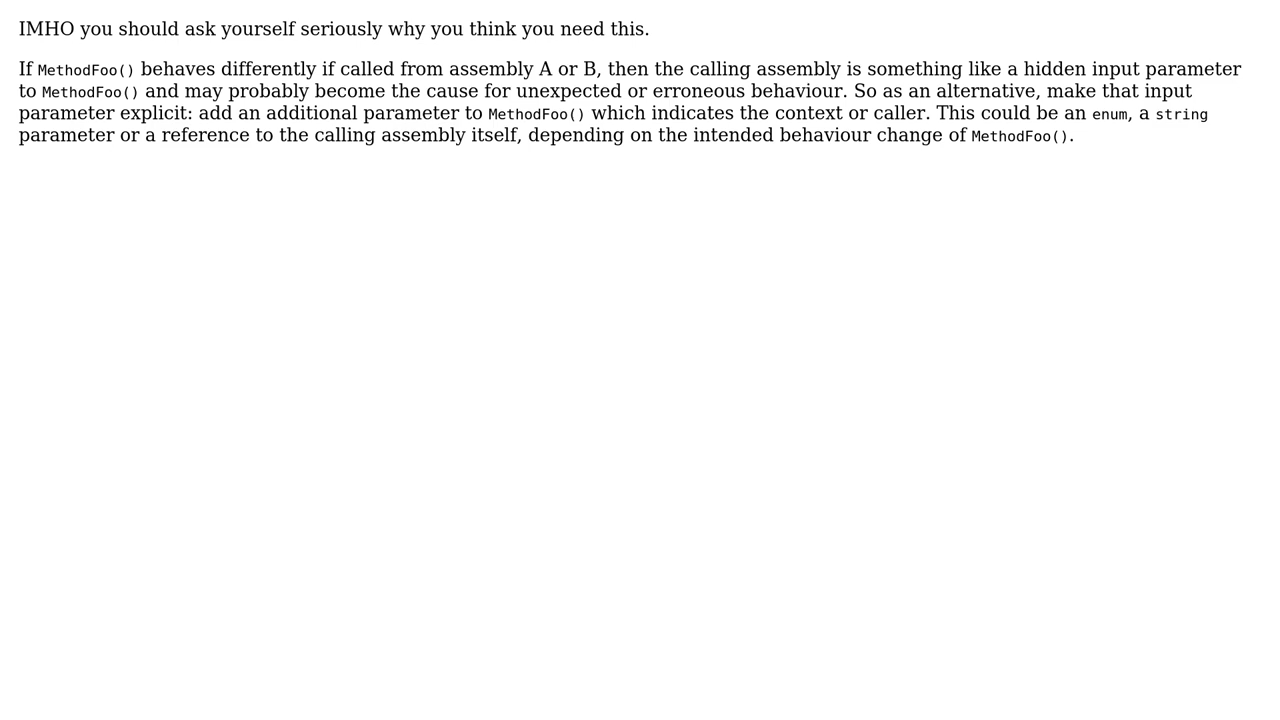 IMHO you should ask yourself seriously why you think you need this.
If MethodFoo() behaves differently if called from assembly A or B, then the calling assembly is something like a hidden input parameter
to MethodFoo() and may probably become the cause for unexpected or erroneous behaviour. So as an alternative, make that input
parameter explicit: add an additional parameter to MethodFoo() which indicates the context or caller. This could be an enum, a string
parameter or a reference to the calling assembly itself, depending on the intended behaviour change of MethodFoo().